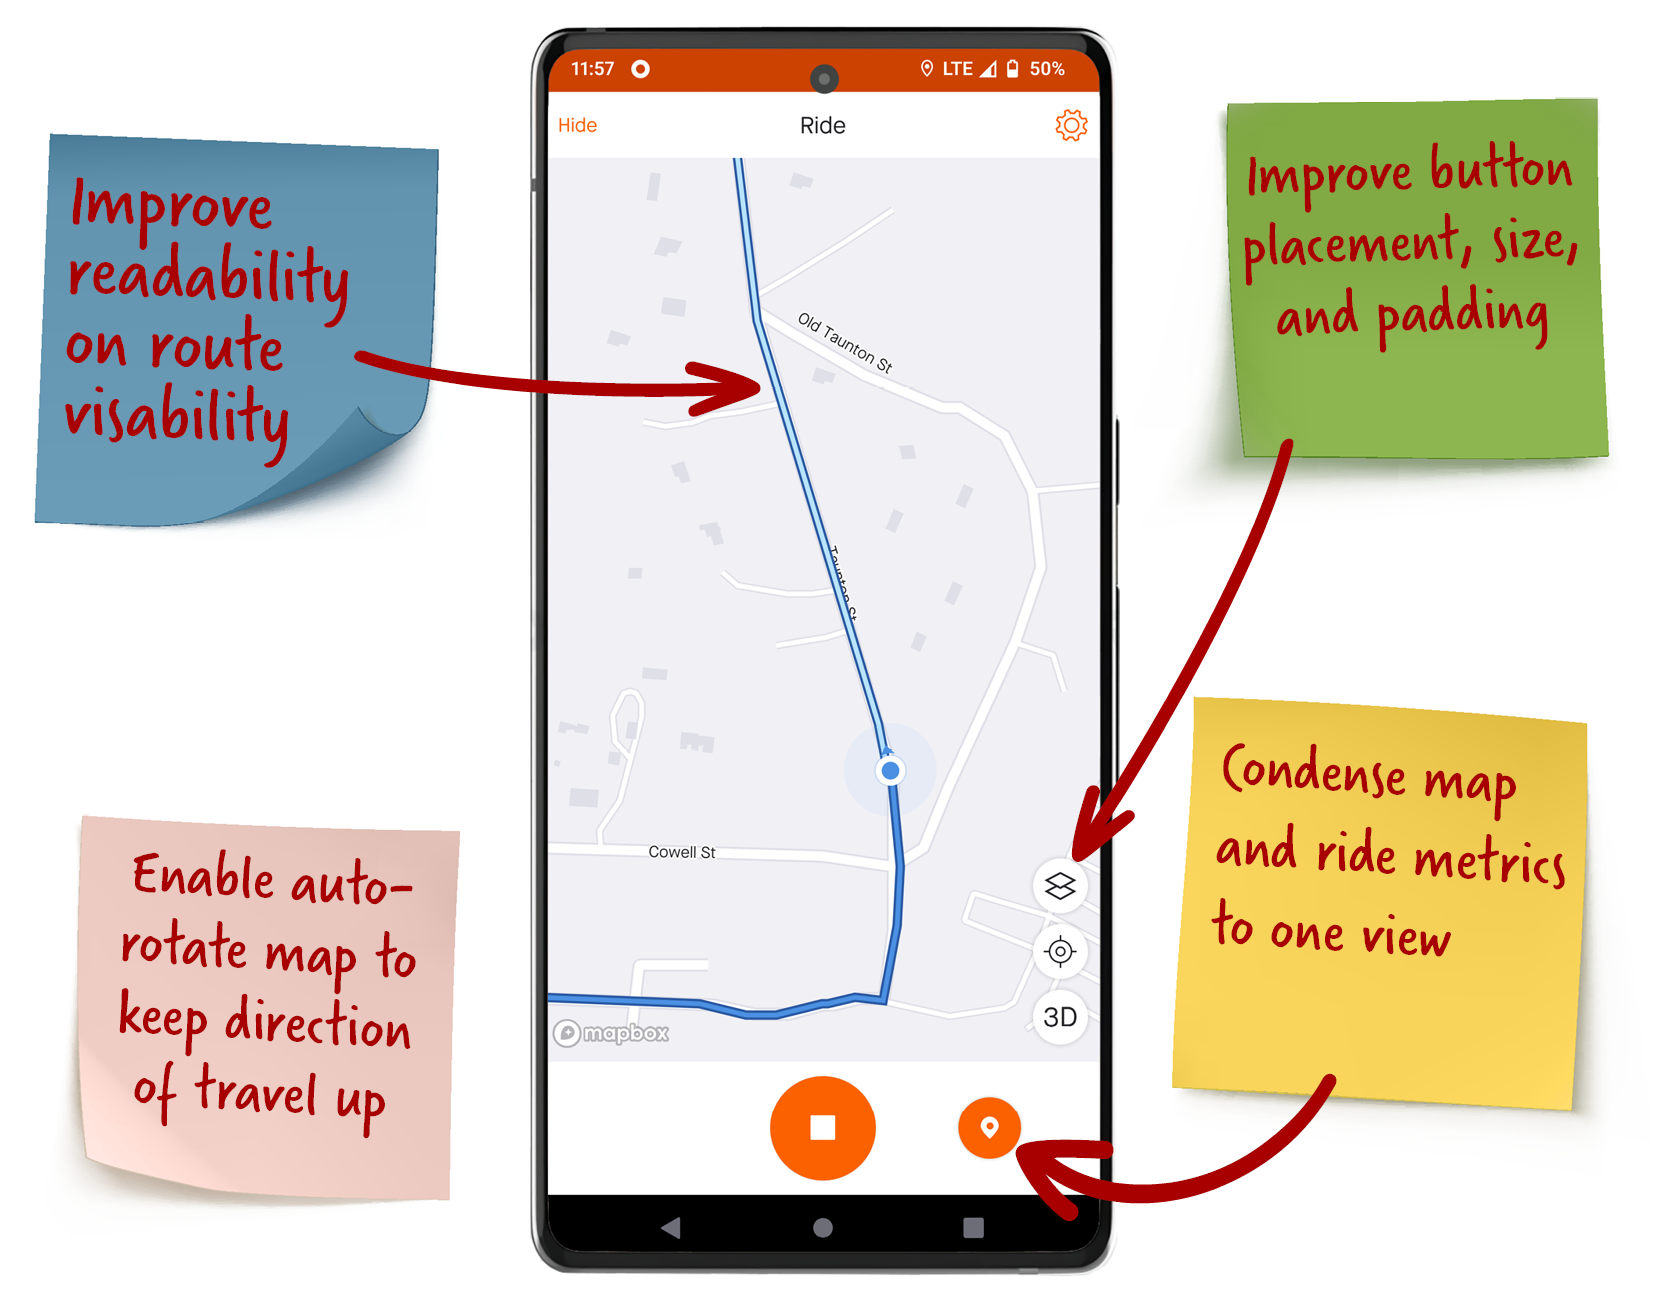 11:57
LTE 50%
Hide
Ride
Improve
readability
on route
visability
Improve button
placement, size,
and padding
Old Taunton St
Taunton St
Cowell St
Enable auto-
rotate map to
keep direction
of travel up
Condense map
and ride metrics
to one view
3D
mapbox